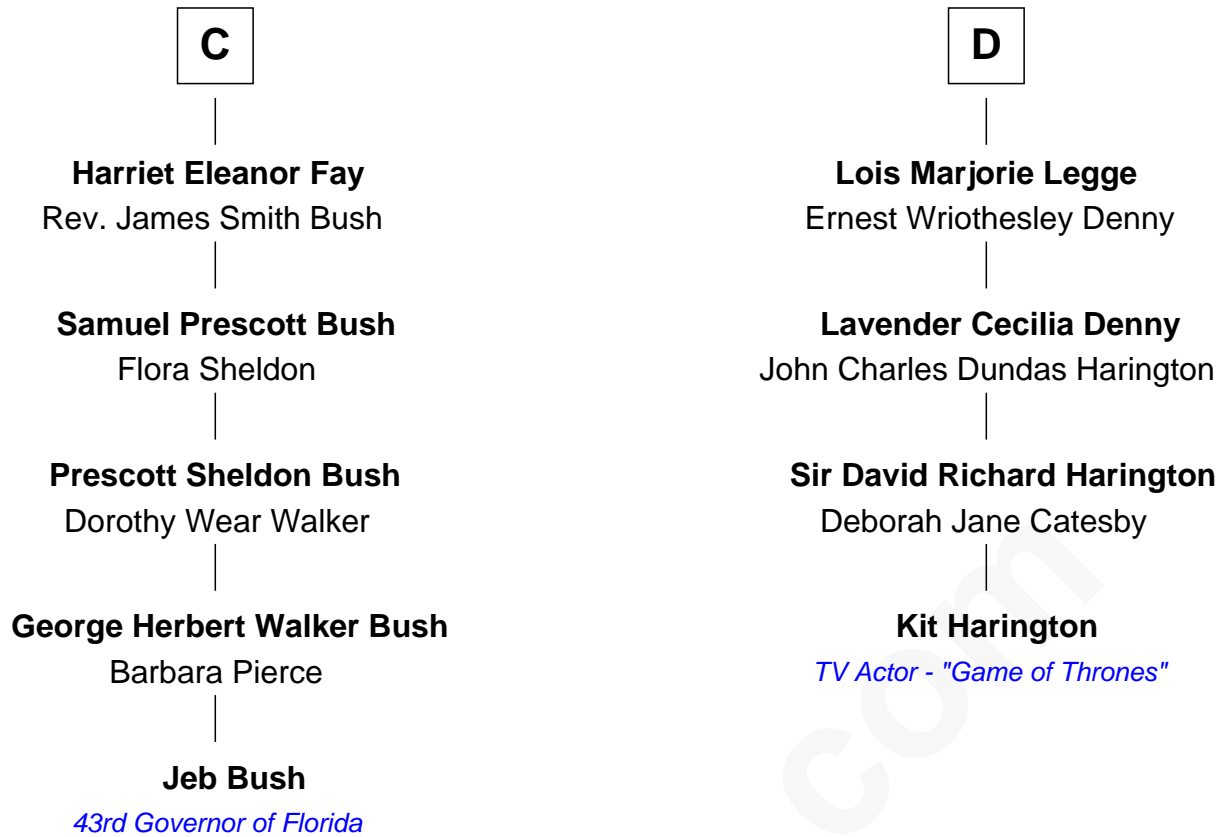 C
Harriet Eleanor Fay
Rev. James Smith Bush
Samuel Prescott Bush
Flora Sheldon
Prescott Sheldon Bush
Dorothy Wear Walker
George Herbert Walker Bush
Barbara Pierce
Jeb Bush
43rd Governor of Florida
D
Lois Marjorie Legge
Ernest Wriothesley Denny
Lavender Cecilia Denny
John Charles Dundas Harington
Sir David Richard Harington
Deborah Jane Catesby
Kit Harington
TV Actor - "Game of Thrones"
com